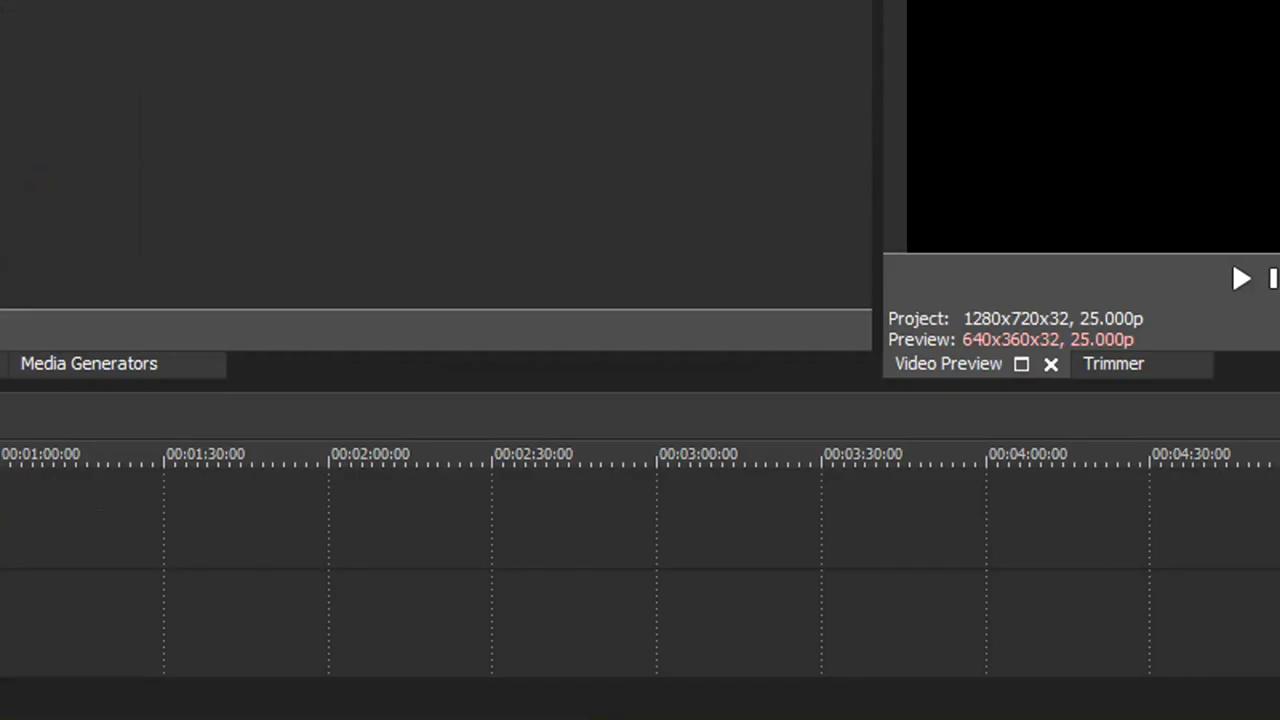 Project: 1280x720x32, 25.000p
Preview: 640x360x32, 25.000p
Media Generators
Video Preview
Trimmer
00:01:00:00 00:01:30:00 00:02:00:00 00:02:30:00 00:03:00:00 00:03:30:00 00:04:00:00 00:04:30:00